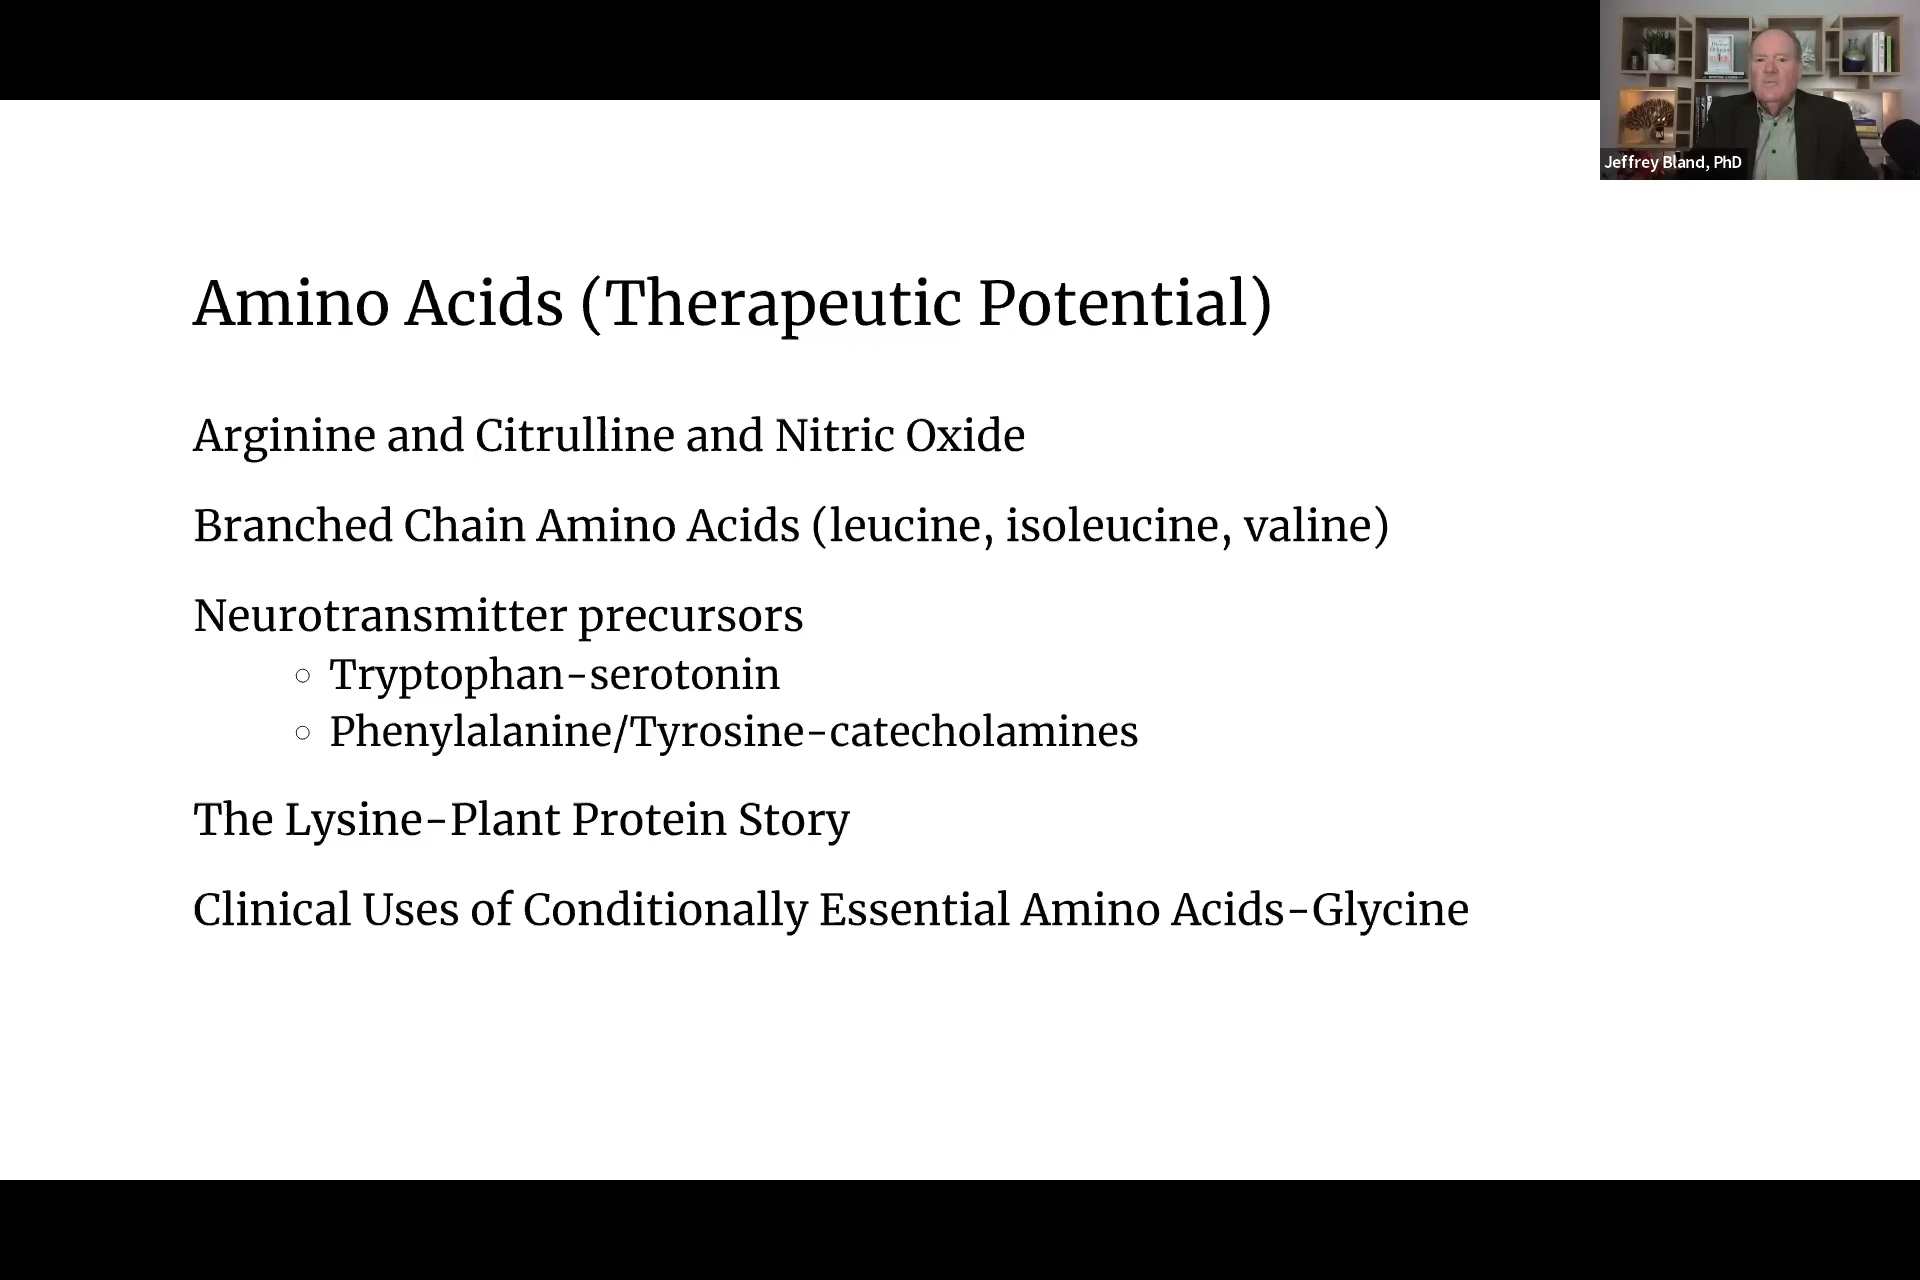 Jeffrey Bland, PhD
Amino Acids (Therapeutic Potential)
Arginine and Citrulline and Nitric Oxide
Branched Chain Amino Acids (leucine, isoleucine, valine)
Neurotransmitter precursors
○ Tryptophan-serotonin
○ Phenylalanine/Tyrosine-catecholamines
The Lysine-Plant Protein Story
Clinical Uses of Conditionally Essential Amino Acids-Glycine